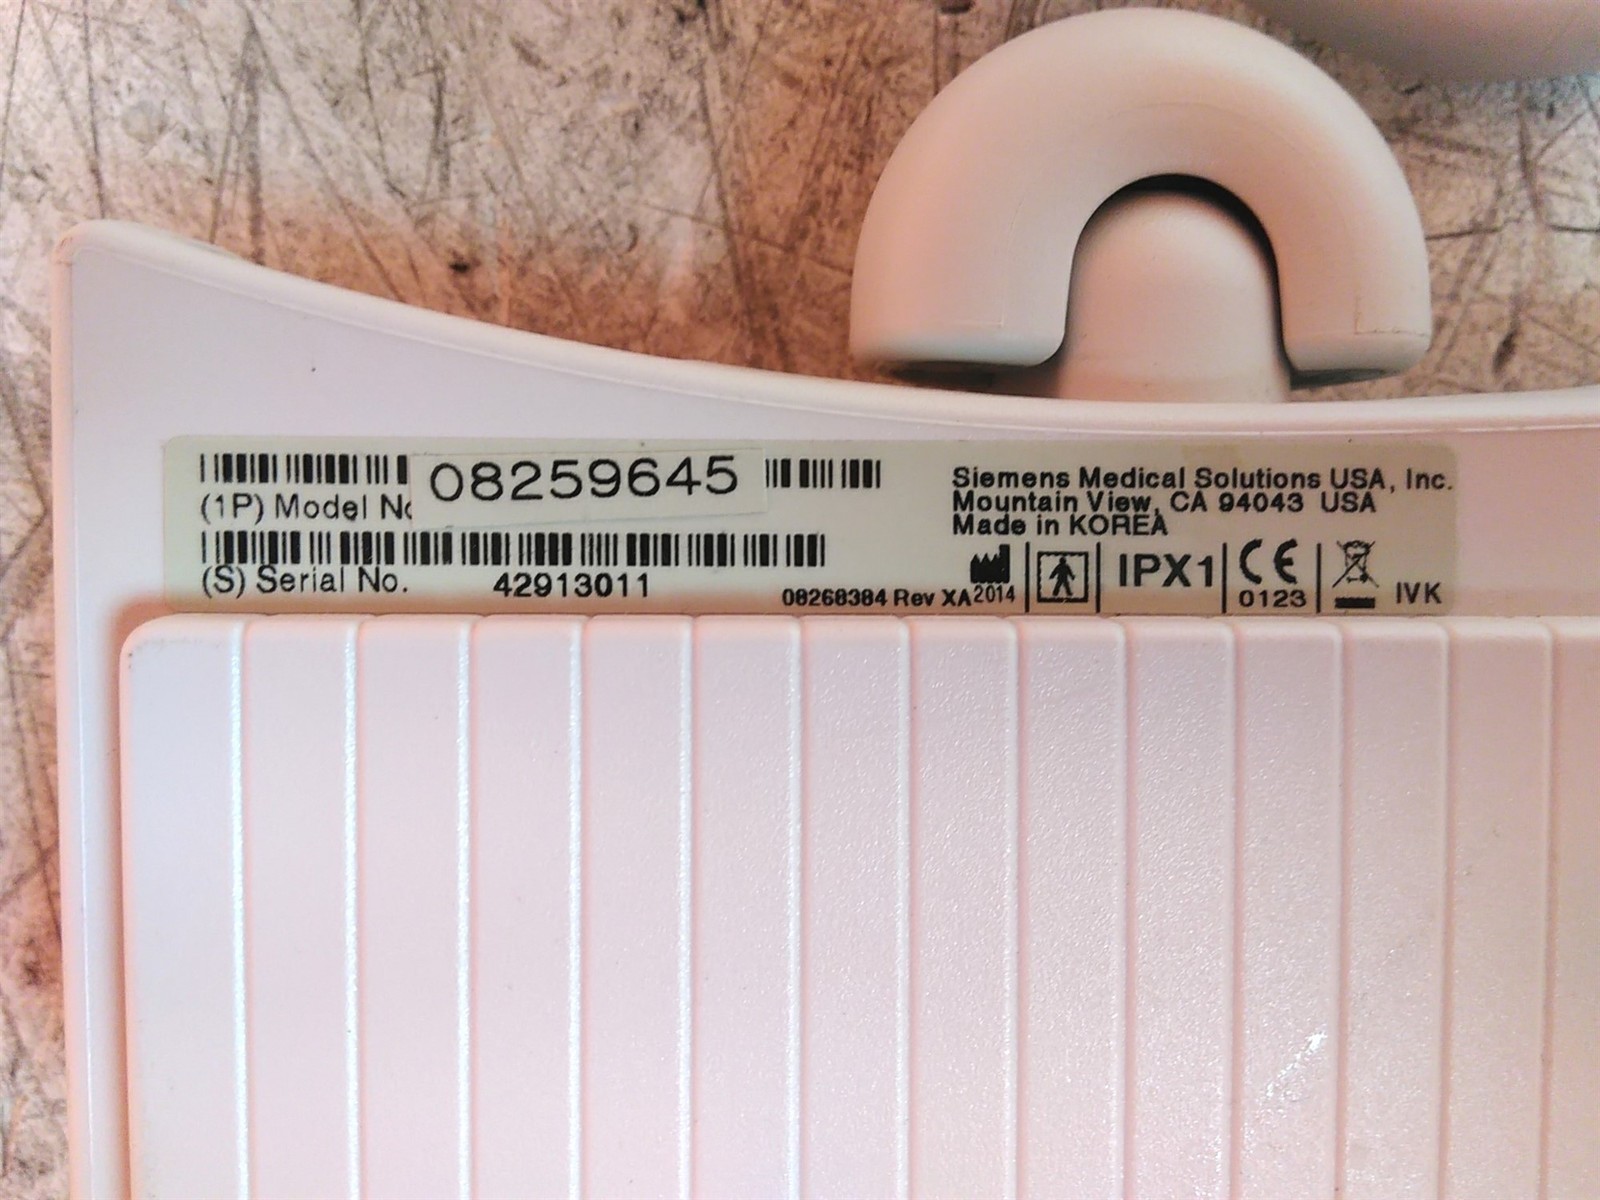 08259645
(1P) Model No
(S) Serial No. 42913011
08268384 Rev XA
Siemens Medical Solutions USA, Inc.
Mountain View, CA 94043 USA
Made in KOREA
2014
IPX1
CE
0123
IVK